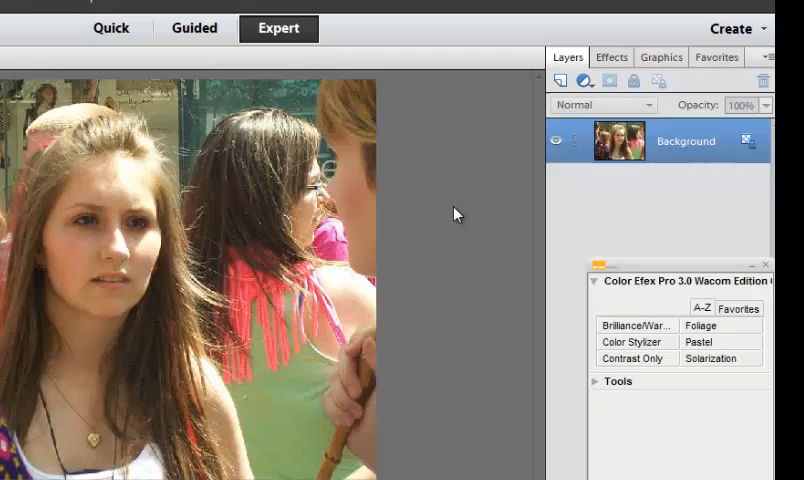 Quick Guided Expert Create
Layers Effects Graphics Favorites
Normal Opacity: 100%
Background
Color Efex Pro 3.0 Wacom Edition
A-Z Favorites
Brilliance/War... Foliage
Color Stylizer Pastel
Contrast Only Solarization
Tools